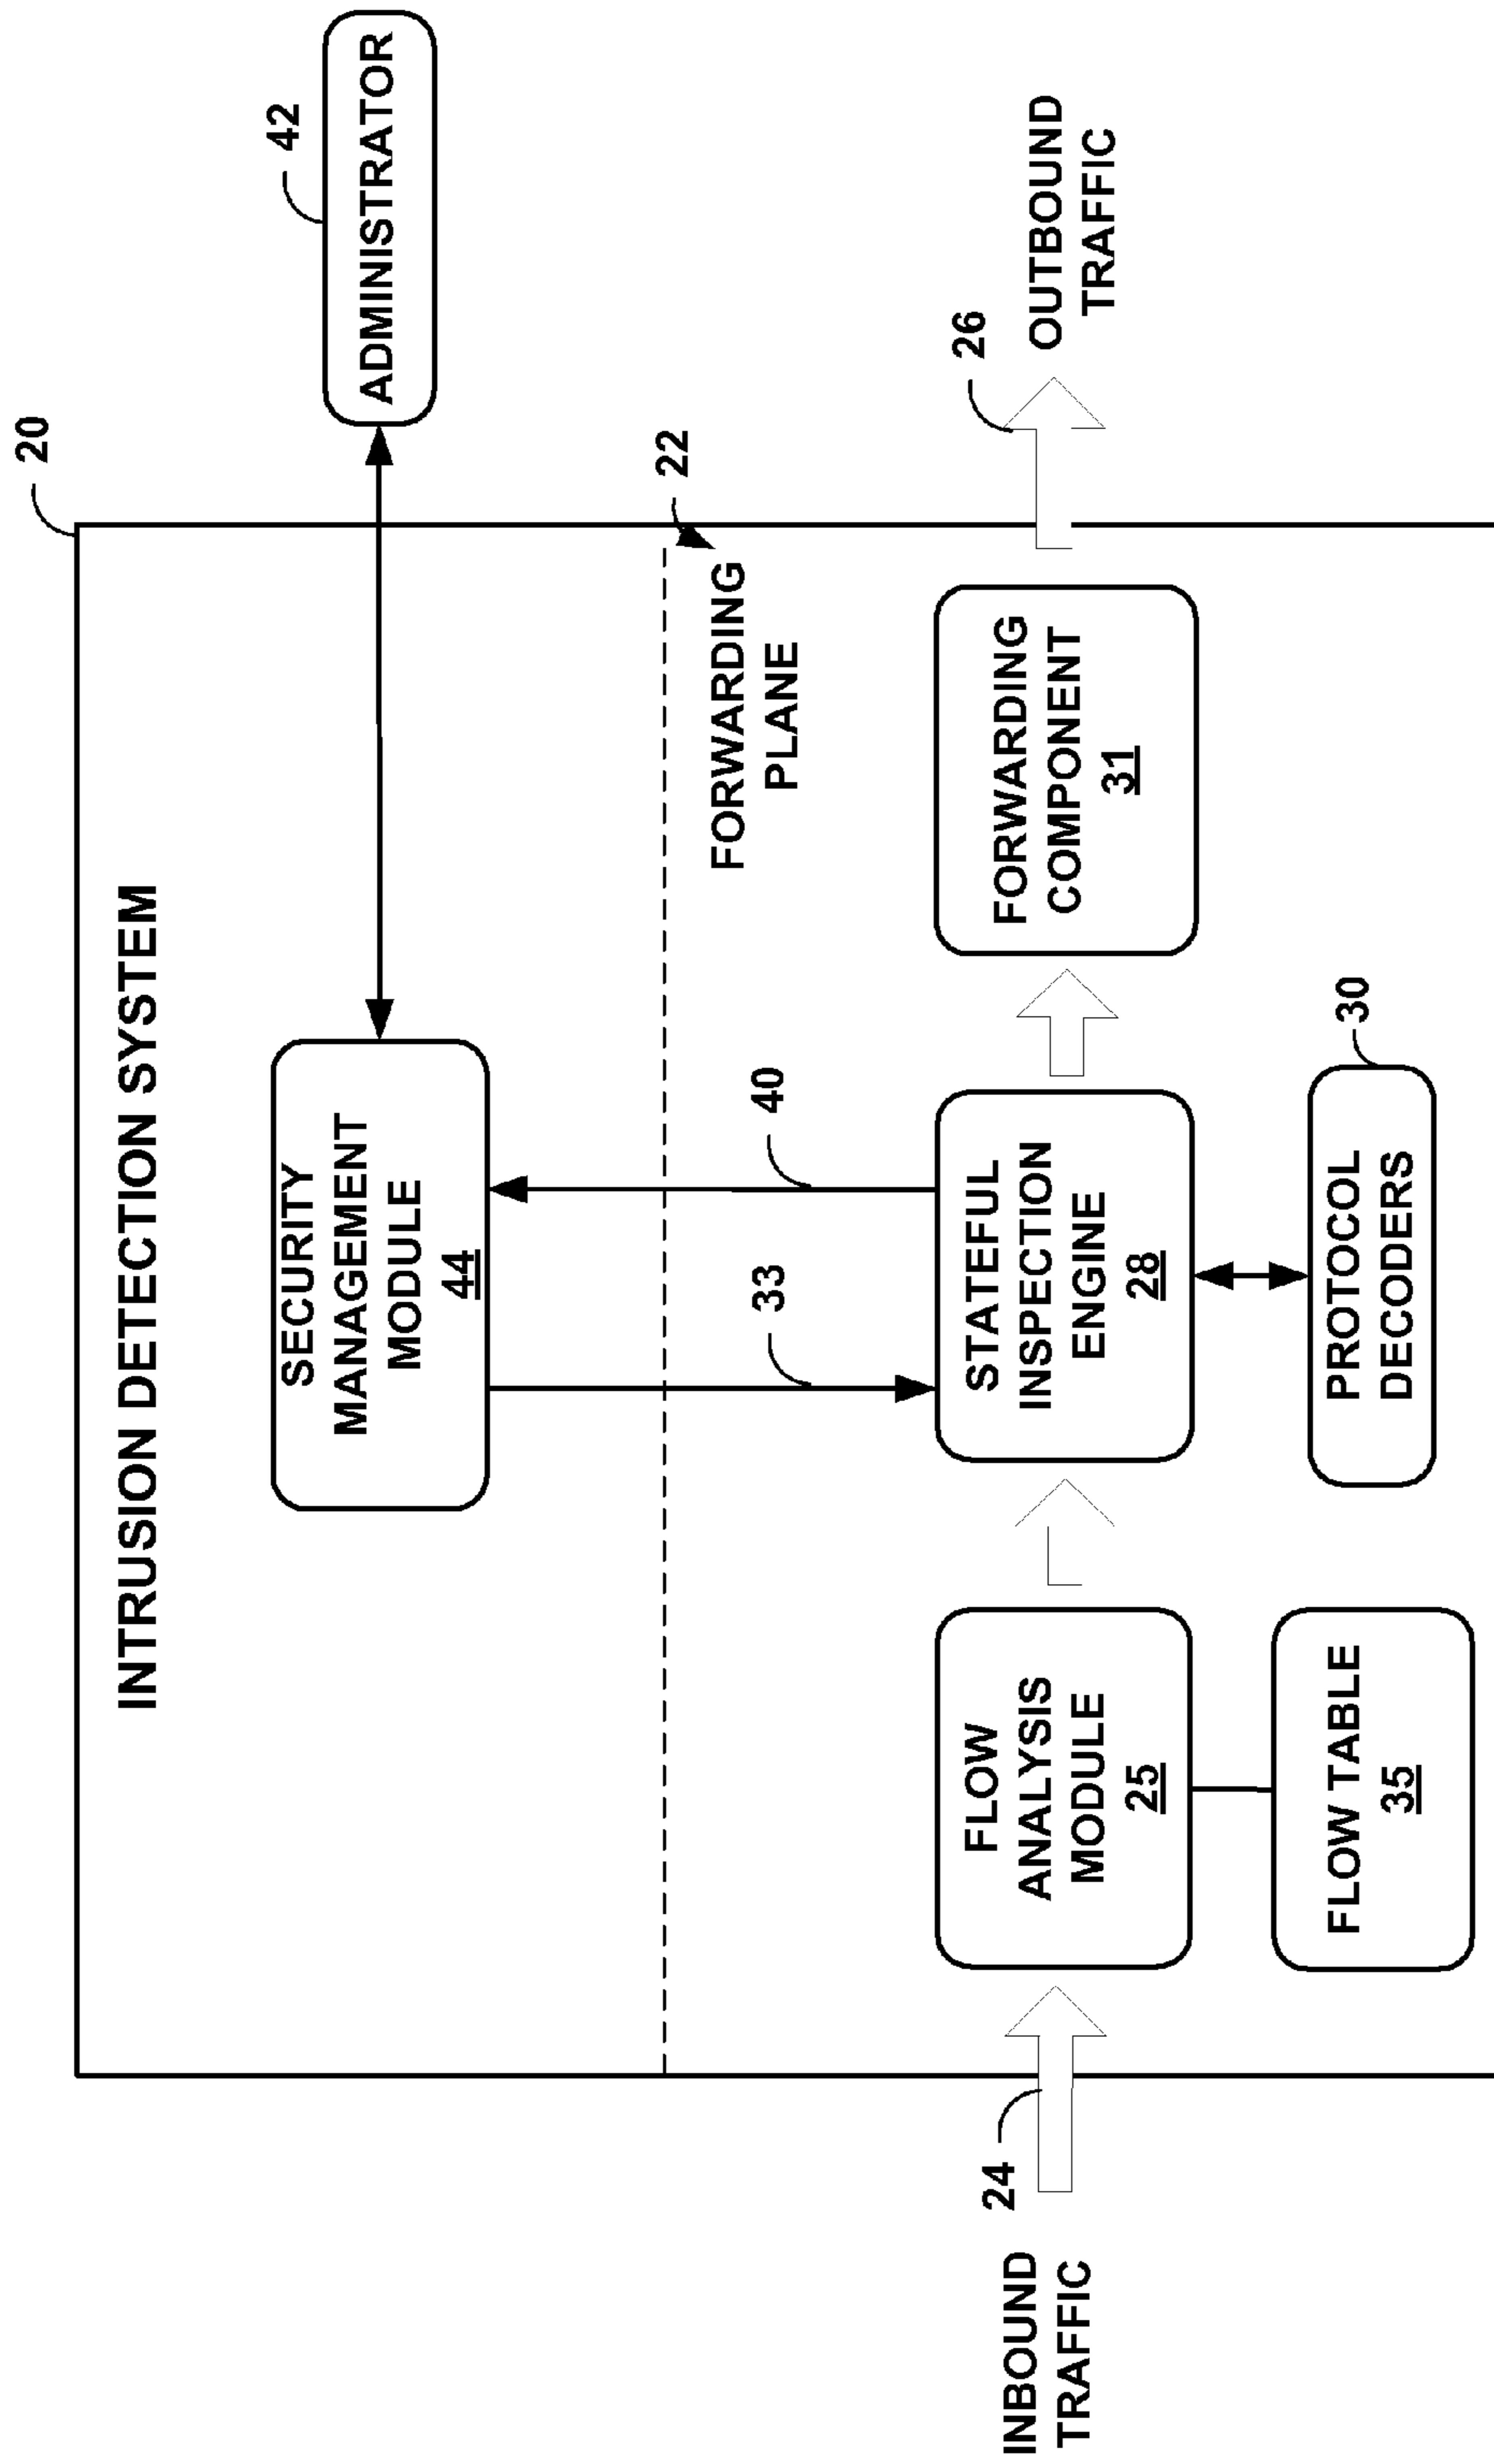 20
INTRUSION DETECTION SYSTEM
42
ADMINISTRATOR
SECURITY
MANAGEMENT
MODULE
44
22
FORWARDING
PLANE
33
40
INBOUND
TRAFFIC
24
FLOW
ANALYSIS
MODULE
25
STATEFUL
INSPECTION
ENGINE
28
FORWARDING
COMPONENT
31
26
OUTBOUND
TRAFFIC
FLOW TABLE
35
PROTOCOL
DECODERS
30